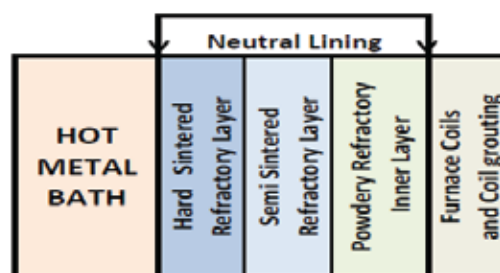 Neutral Lining
HOT
METAL
BATH
Hard Sintered
Refractory Layer
Semi Sintered
Refractory Layer
Powdery Refractory
Inner Layer
Furnace Coils
and Coil grouting